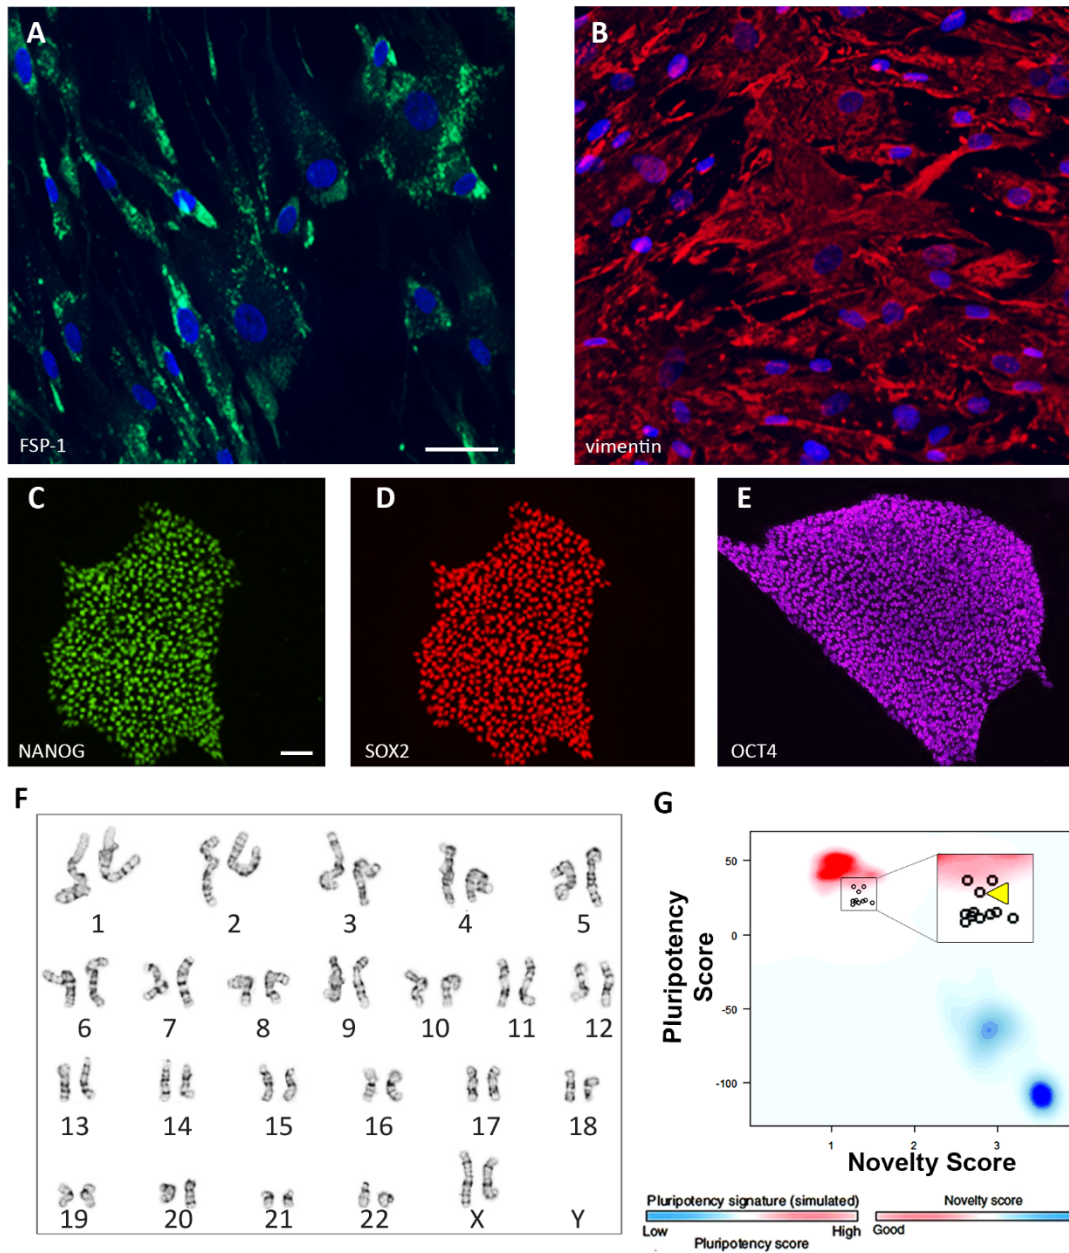 A
B
FSP-1
vimentin
C
D
E
NANOG
SOX2
OCT4
F
G
1
2
3
4
5
6
7
8
9
10
11
12
13
14
15
16
17
18
19
20
21
22
X
Y
Pluripotency
Score
50
0
-50
-100
1
2
3
Novelty Score
Pluripotency signature (simulated)
Low
High
Pluripotency score
Novelty score
Good